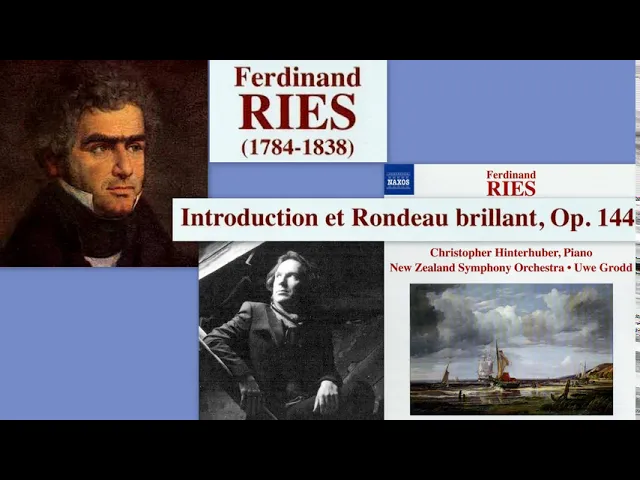 Ferdinand
RIES
(1784-1838)
NAXOS
Ferdinand
RIES
Introduction et Rondeau brillant, Op. 144
Christopher Hinterhuber, Piano
New Zealand Symphony Orchestra • Uwe Grodd